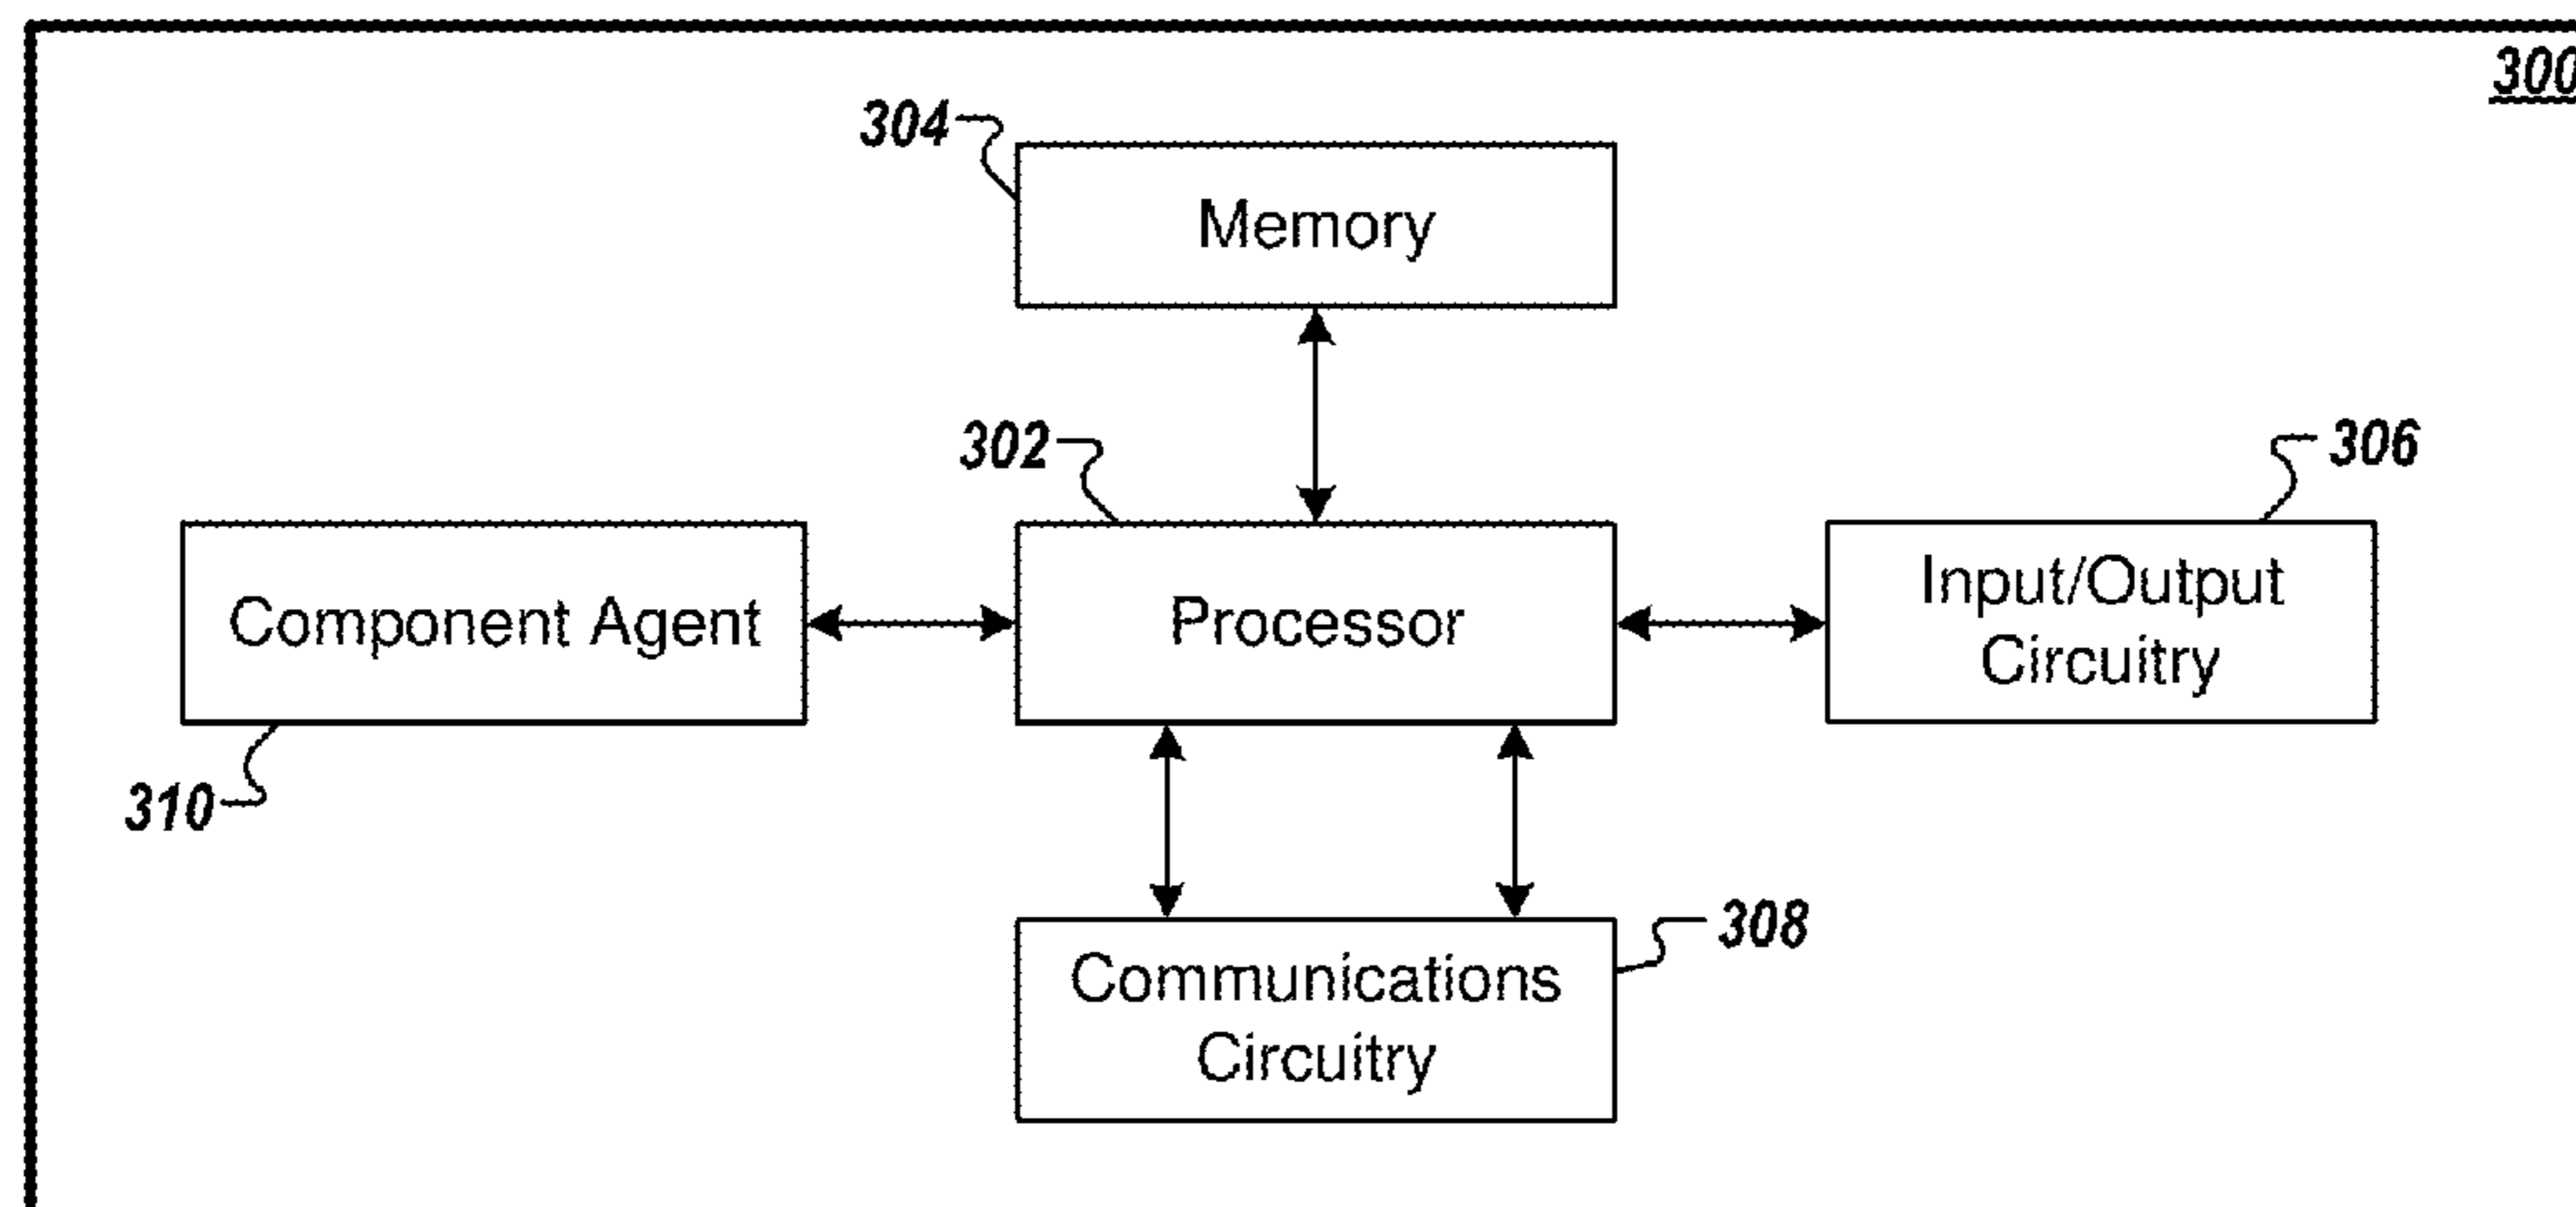 300
304
Memory
302
306
Component Agent
Processor
Input/Output
Circuitry
310
308
Communications
Circuitry